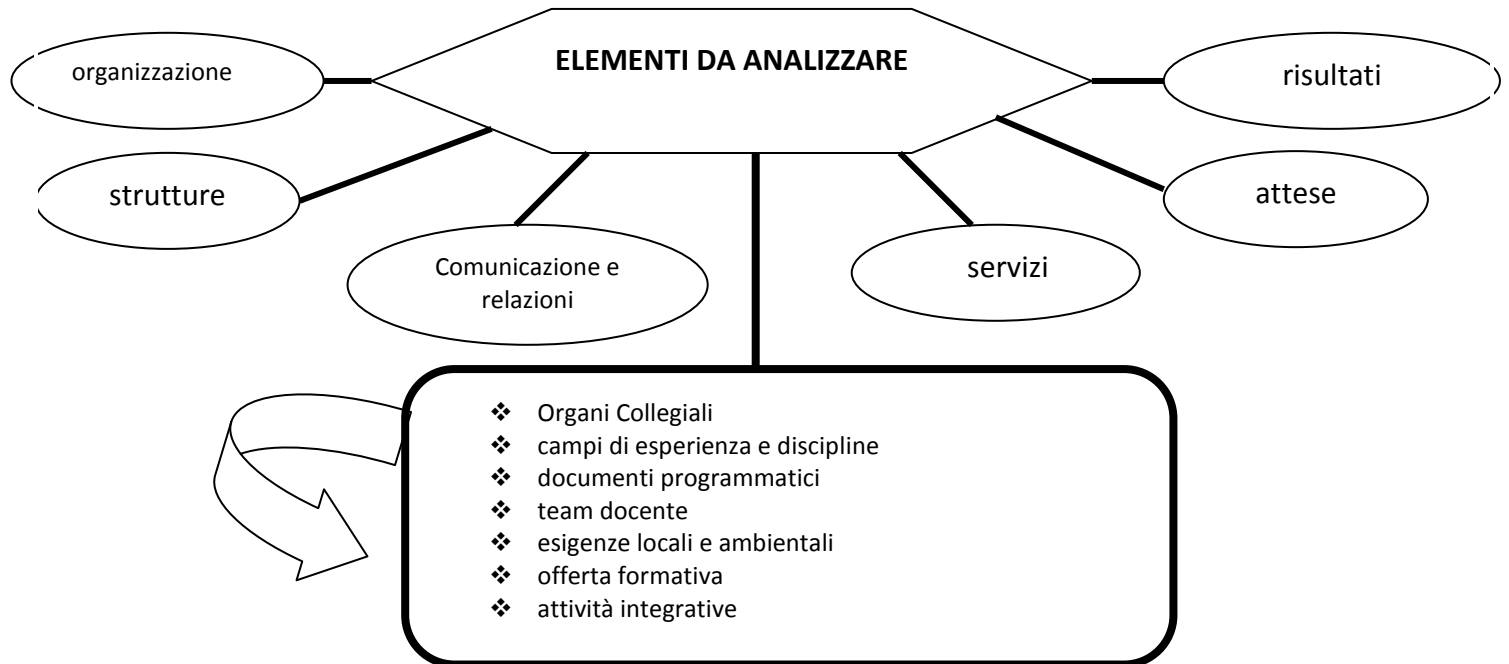 ELEMENTI DA ANALIZZARE
organizzazione
risultati
strutture
attese
Comunicazione e
relazioni
servizi
❖ Organi Collegiali
❖ campi di esperienza e discipline
❖ documenti programmatici
❖ team docente
❖ esigenze locali e ambientali
❖ offerta formativa
❖ attività integrative